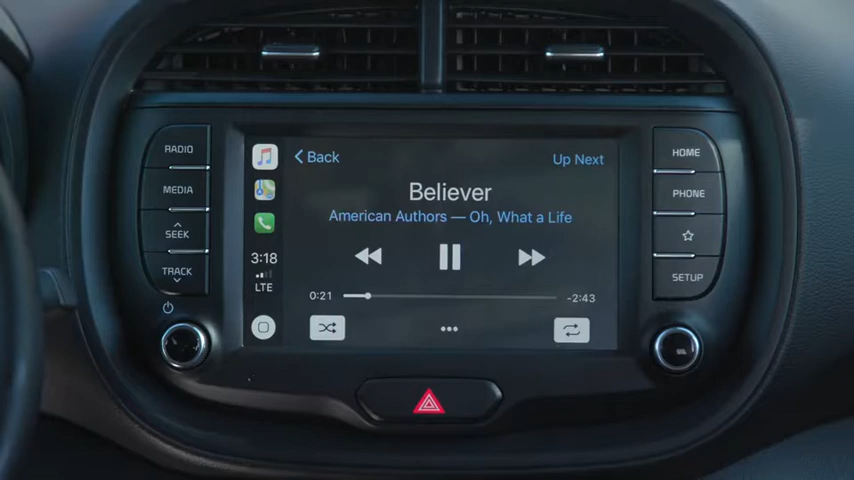 RADIO
MEDIA
SEEK
TRACK
Back
Up Next
Believer
American Authors — Oh, What a Life
3:18
LTE
0:21
-2:43
HOME
PHONE
SETUP